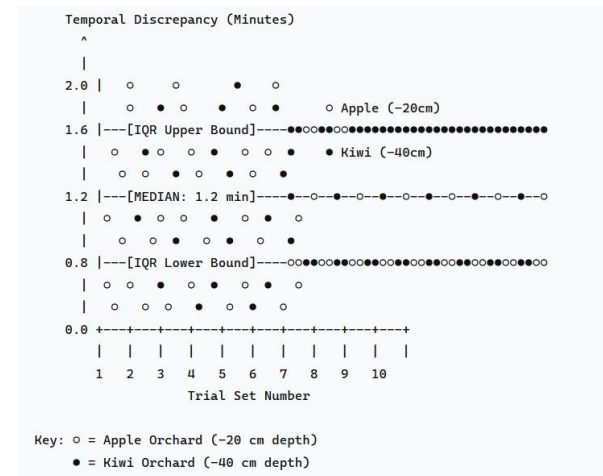 Temporal Discrepancy (Minutes)
^
|
2.0 |   ○     ○       ●    ○
|     ○   ●  ○    ●   ○  ●      ○ Apple (-20cm)
1.6 |---[IQR Upper Bound]----●●○○●●○○●●●●●●●●●●●●●●●●●●●●●●●●●●
|   ○   ● ○   ○  ●   ○  ○  ●    ● Kiwi (-40cm)
|    ○ ○    ●  ○   ●  ○   ●
1.2 |---[MEDIAN: 1.2 min]----●--○--●--○--●--○--●--○--●--○--●--○
|  ○   ●  ○ ○    ●   ○  ●   ○
|    ○   ○  ●   ○  ●   ○   ●
0.8 |---[IQR Lower Bound]----○○●●○○●●○○●●○○●●○○●●○○●●○○●●○○●●○○
|  ○  ○   ●   ○  ●   ○  ●   ○
|   ○   ○  ○   ●   ○  ●   ○
0.0 +---+---+---+---+---+---+---+---+---+---+
|   |   |   |   |   |   |   |   |   |   |
1   2   3   4   5   6   7   8   9   10
Trial Set Number
Key: ○ = Apple Orchard (-20 cm depth)
● = Kiwi Orchard (-40 cm depth)